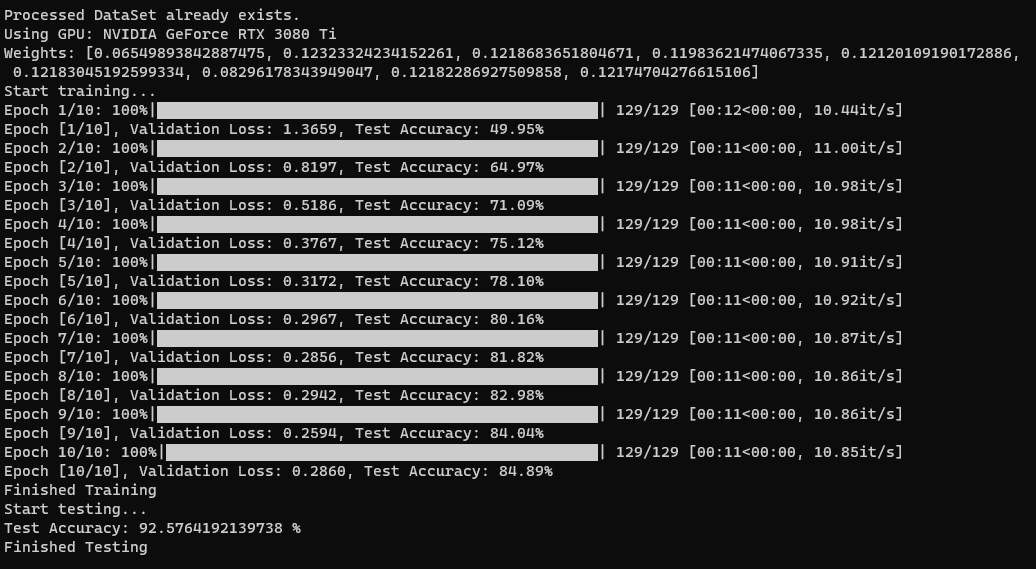 Processed DataSet already exists.
Using GPU: NVIDIA GeForce RTX 3080 Ti
Weights: [0.06549893842887475, 0.12323324234152261, 0.1218683651804671, 0.11983621474067335, 0.12120109190172886,
0.12183045192599334, 0.08296178343949047, 0.12182286927509858, 0.12174704276615106]
Start training...
Epoch 1/10: 100%| | 129/129 [00:12<00:00, 10.44it/s]
Epoch [1/10], Validation Loss: 1.3659, Test Accuracy: 49.95%
Epoch 2/10: 100%| | 129/129 [00:11<00:00, 11.00it/s]
Epoch [2/10], Validation Loss: 0.8197, Test Accuracy: 64.97%
Epoch 3/10: 100%| | 129/129 [00:11<00:00, 10.98it/s]
Epoch [3/10], Validation Loss: 0.5186, Test Accuracy: 71.09%
Epoch 4/10: 100%| | 129/129 [00:11<00:00, 10.98it/s]
Epoch [4/10], Validation Loss: 0.3767, Test Accuracy: 75.12%
Epoch 5/10: 100%| | 129/129 [00:11<00:00, 10.91it/s]
Epoch [5/10], Validation Loss: 0.3172, Test Accuracy: 78.10%
Epoch 6/10: 100%| | 129/129 [00:11<00:00, 10.92it/s]
Epoch [6/10], Validation Loss: 0.2967, Test Accuracy: 80.16%
Epoch 7/10: 100%| | 129/129 [00:11<00:00, 10.87it/s]
Epoch [7/10], Validation Loss: 0.2856, Test Accuracy: 81.82%
Epoch 8/10: 100%| | 129/129 [00:11<00:00, 10.86it/s]
Epoch [8/10], Validation Loss: 0.2942, Test Accuracy: 82.98%
Epoch 9/10: 100%| | 129/129 [00:11<00:00, 10.86it/s]
Epoch [9/10], Validation Loss: 0.2594, Test Accuracy: 84.04%
Epoch 10/10: 100%| | 129/129 [00:11<00:00, 10.85it/s]
Epoch [10/10], Validation Loss: 0.2860, Test Accuracy: 84.89%
Finished Training
Start testing...
Test Accuracy: 92.5764192139738 %
Finished Testing